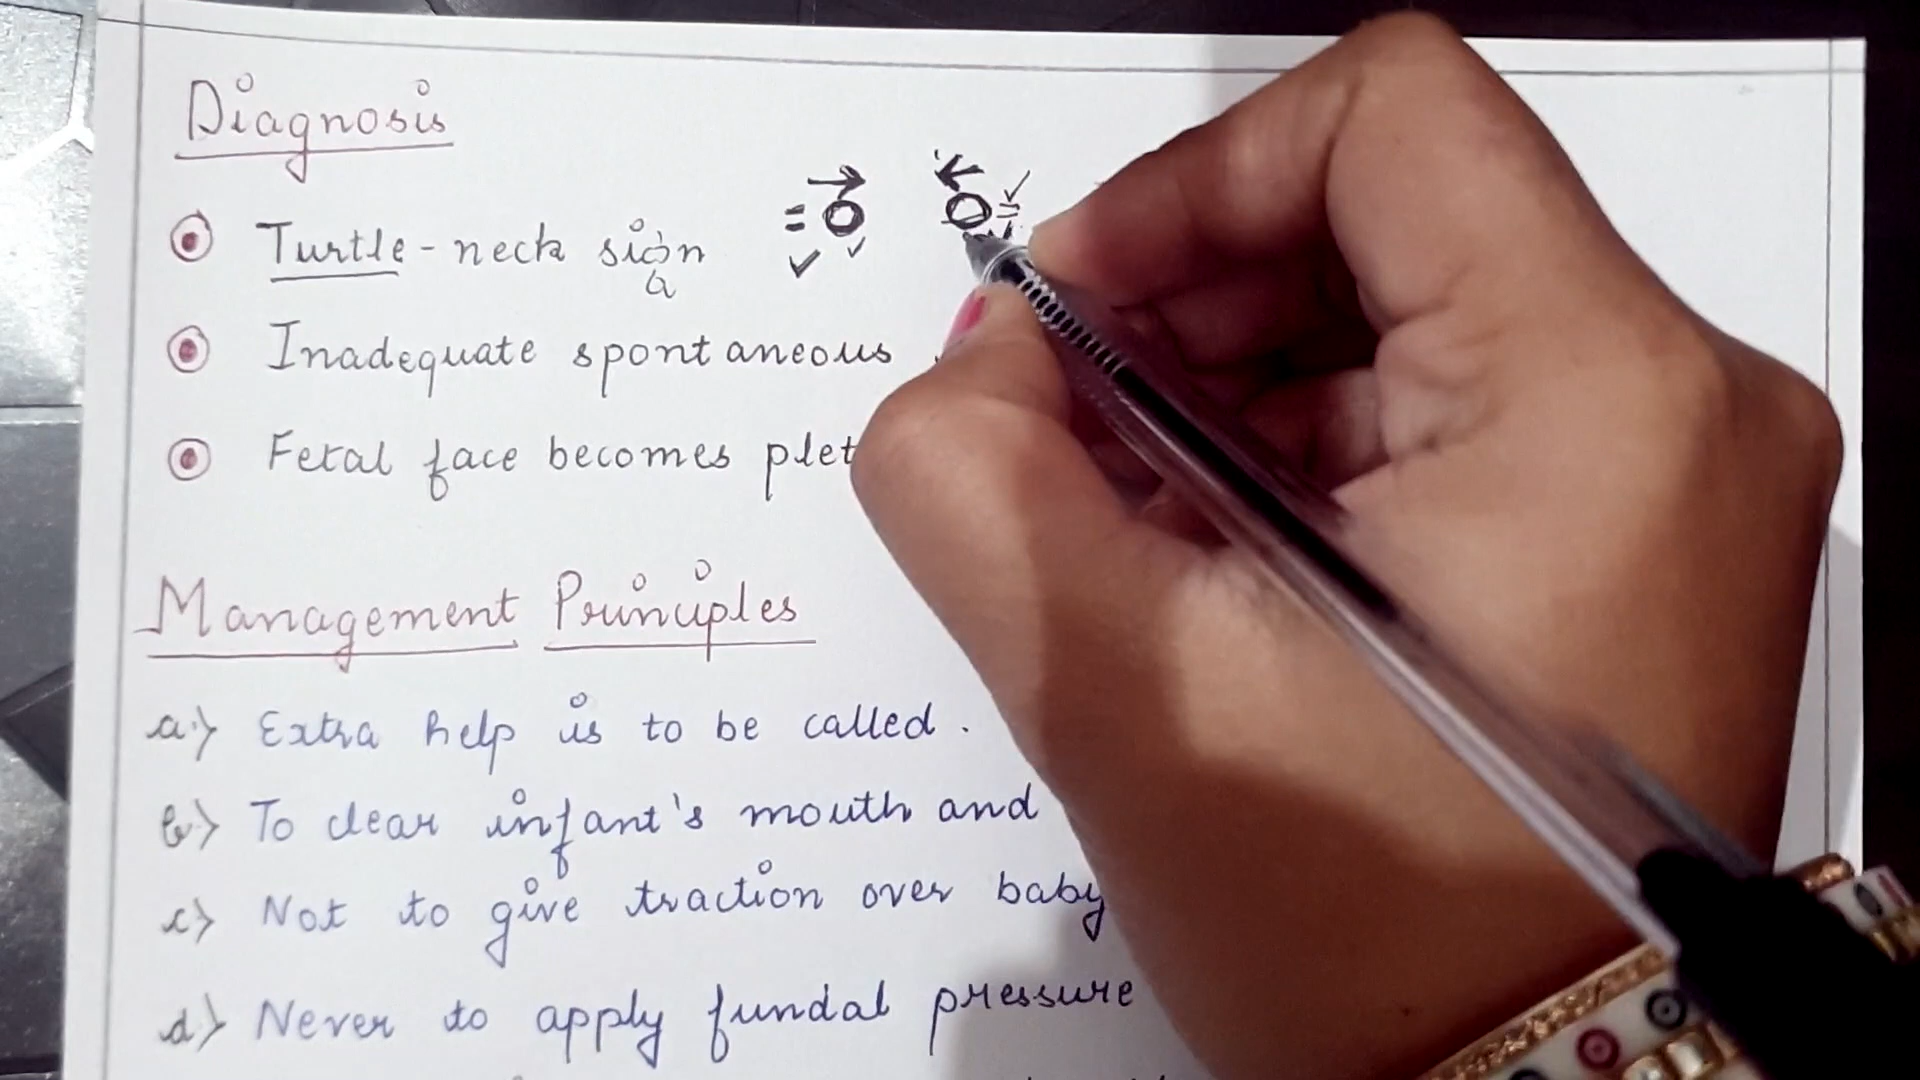 Diagnosis
Turtle-neck sign
Inadequate spontaneous
Fetal face becomes plet
Management Principles
a.> Extra help is to be called.
b.> To clear infant's mouth and
c.> Not to give traction over baby
d.> Never to apply fundal pressure